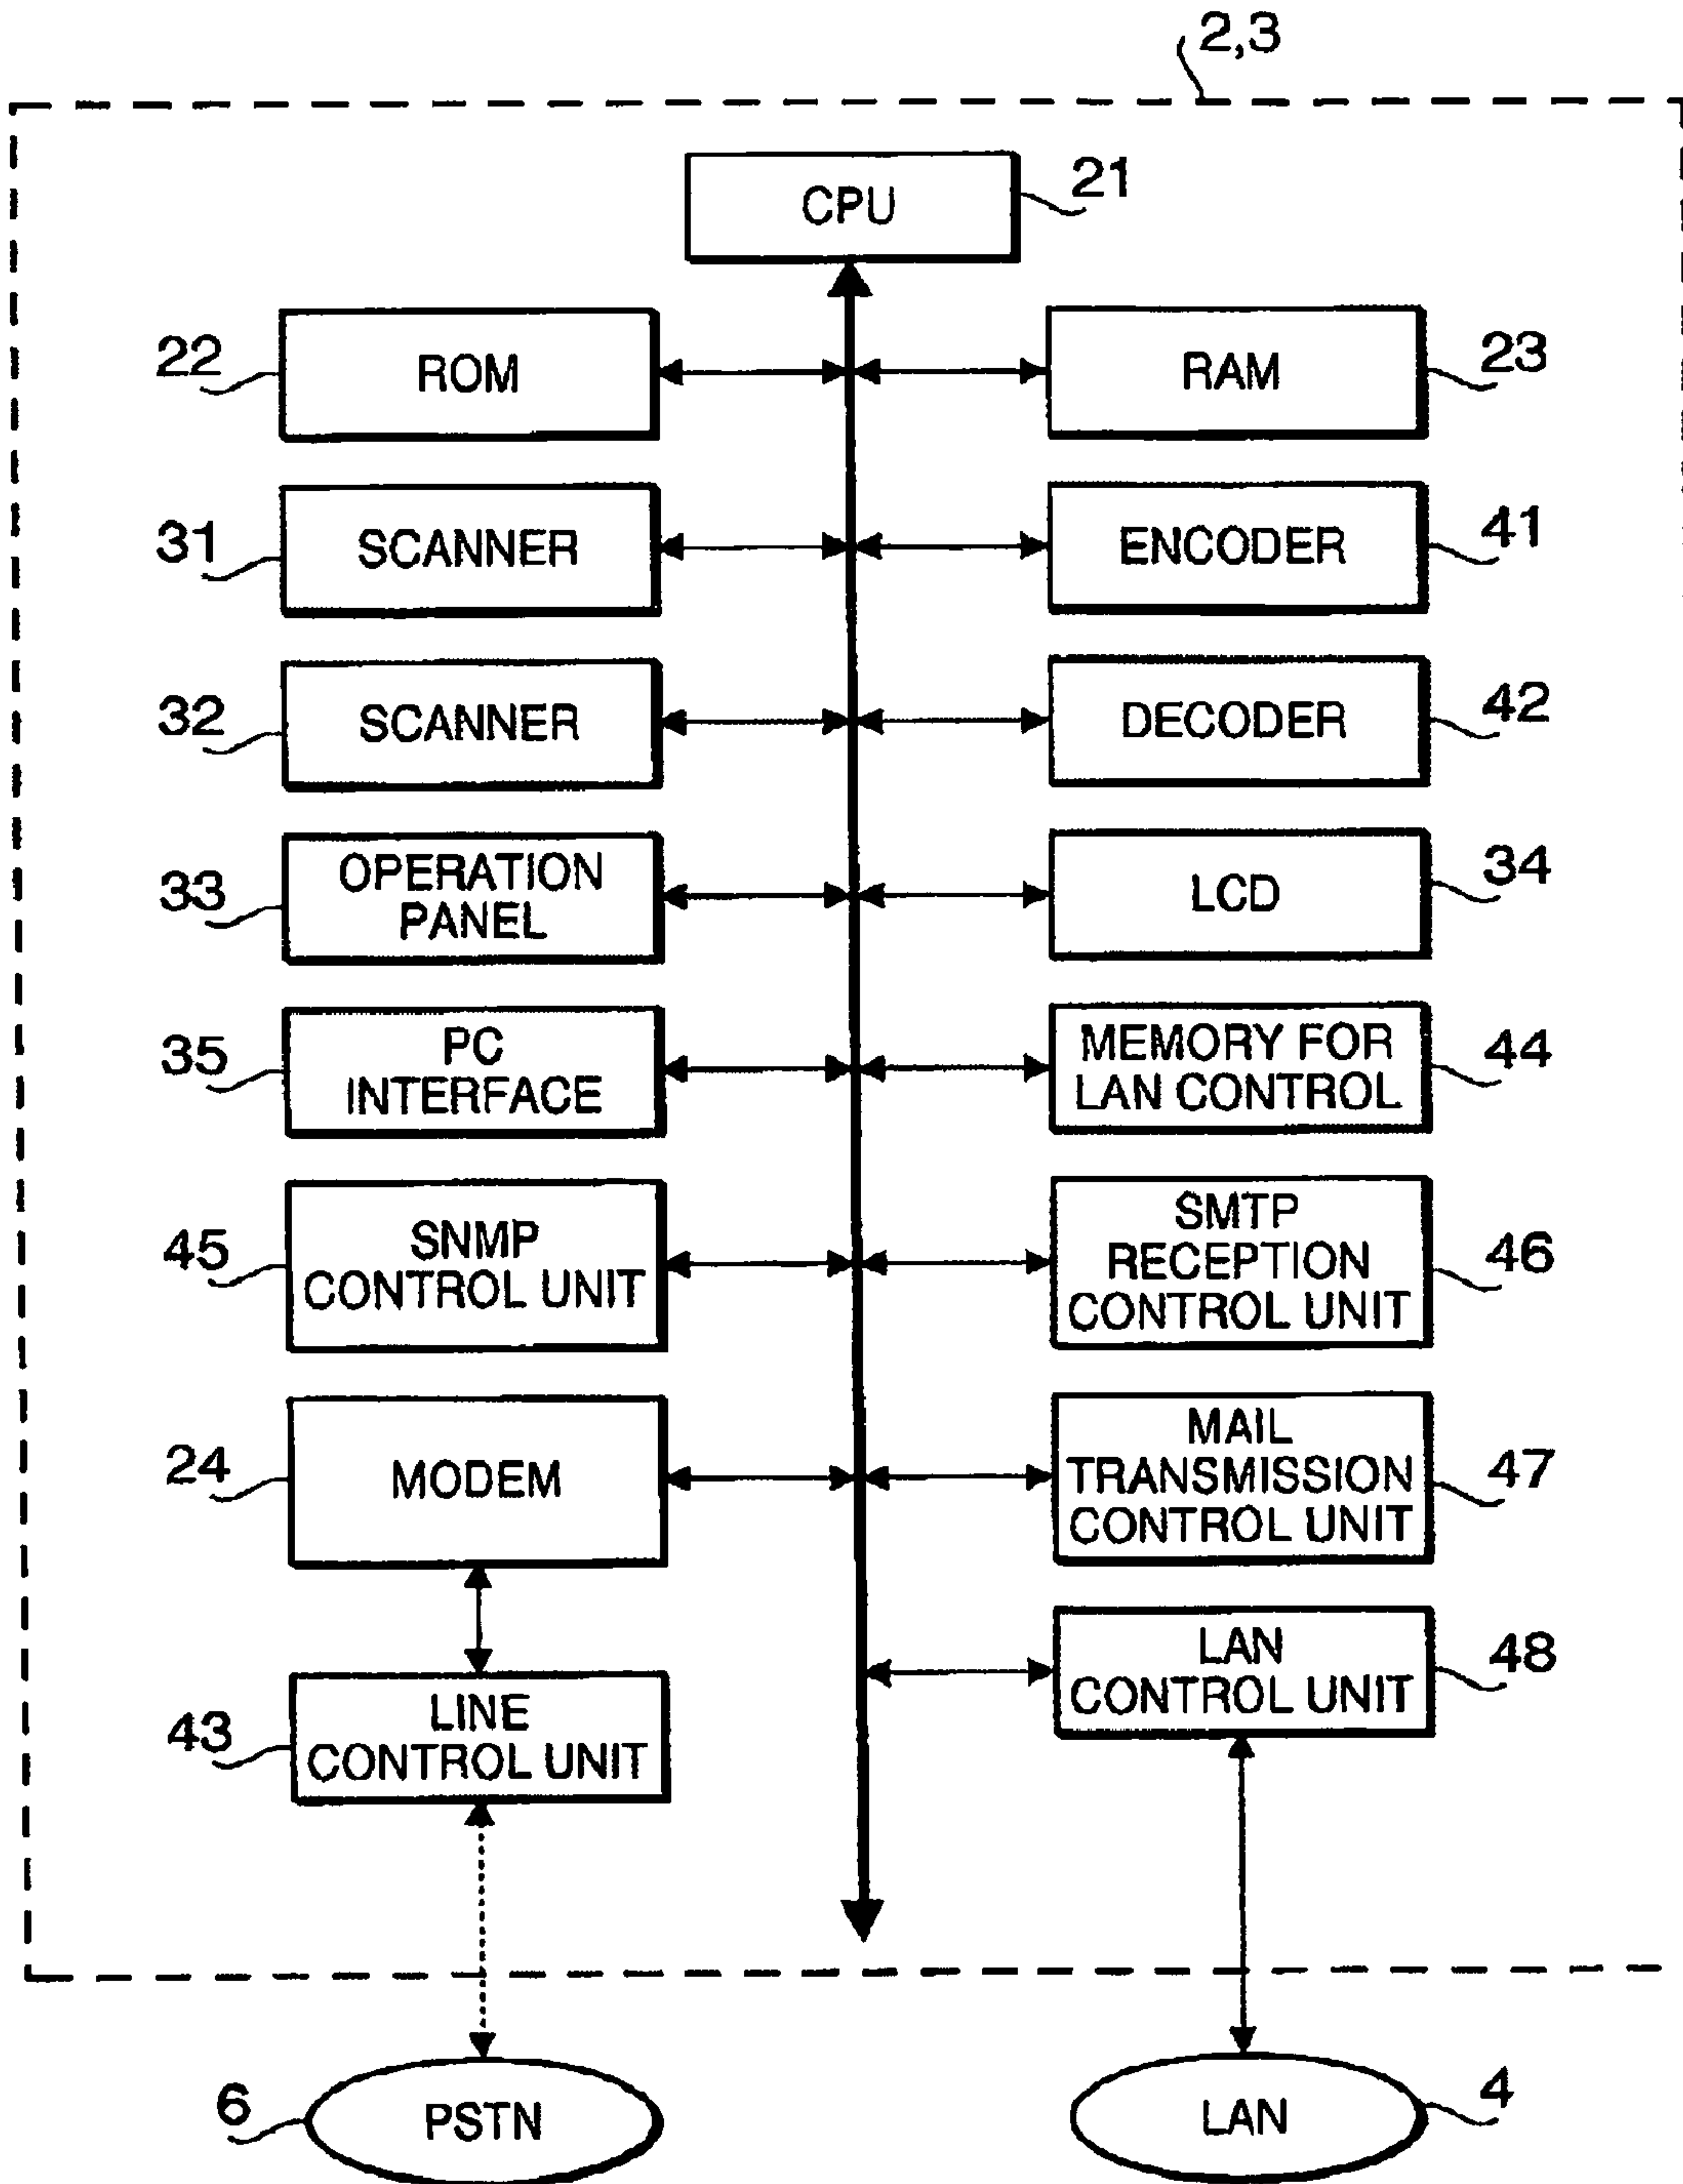 2,3
CPU
21
22
ROM
RAM
23
31
SCANNER
ENCODER
41
32
SCANNER
DECODER
42
33
OPERATION
PANEL
LCD
34
35
PC
INTERFACE
MEMORY FOR
LAN CONTROL
44
45
SNMP
CONTROL UNIT
SMTP
RECEPTION
CONTROL UNIT
46
24
MODEM
MAIL
TRANSMISSION
CONTROL UNIT
47
43
LINE
CONTROL UNIT
LAN
CONTROL UNIT
48
6
PSTN
LAN
4